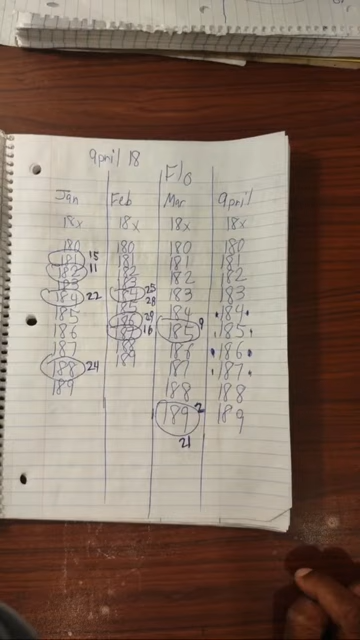 April 18
F/O
Jan Feb Mar April
18x 18x 18x 18x
180 180 180 180
181 15 181 181 181
182 11 182 182 182
183 183 183 183
184 22 184 25 184 •184•
185 185 28 185 9 •185•
186 186 29 186 •186•
187 187 16 187 •187•
188 24 188 188 188
189 189 189 2 189
21